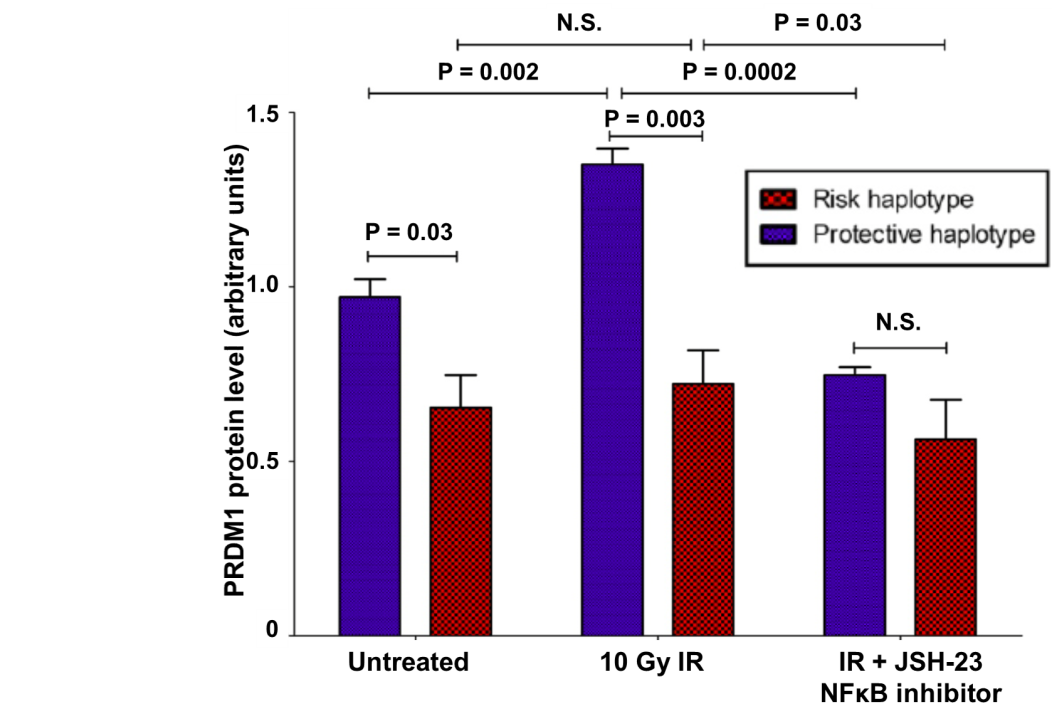 N.S.
P = 0.03
P = 0.002
P = 0.0002
P = 0.003
P = 0.03
N.S.
1.5
1.0
0.5
0
PRDM1 protein level (arbitrary units)
Risk haplotype
Protective haplotype
Untreated
10 Gy IR
IR + JSH-23
NFκB inhibitor